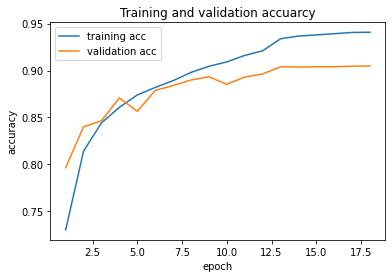 Training and validation accuarcy
training acc
validation acc
0.95
0.90
0.85
0.80
0.75
accuracy
2.5 5.0 7.5 10.0 12.5 15.0 17.5
epoch